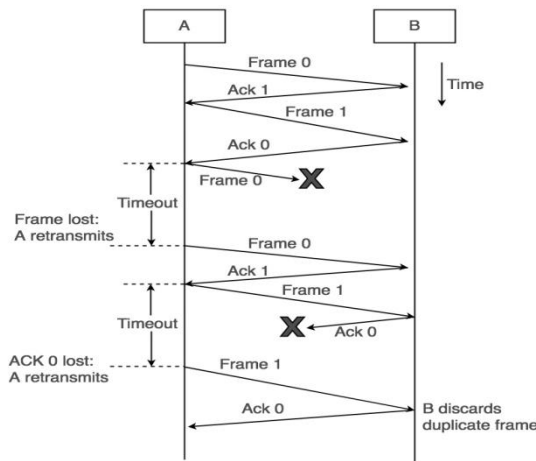 A
B
Frame 0
Time
Ack 1
Frame 1
Ack 0
Frame 0
Timeout
Frame lost:
A retransmits
Frame 0
Ack 1
Frame 1
Timeout
Ack 0
ACK 0 lost:
A retransmits
Frame 1
Ack 0
B discards
duplicate frame